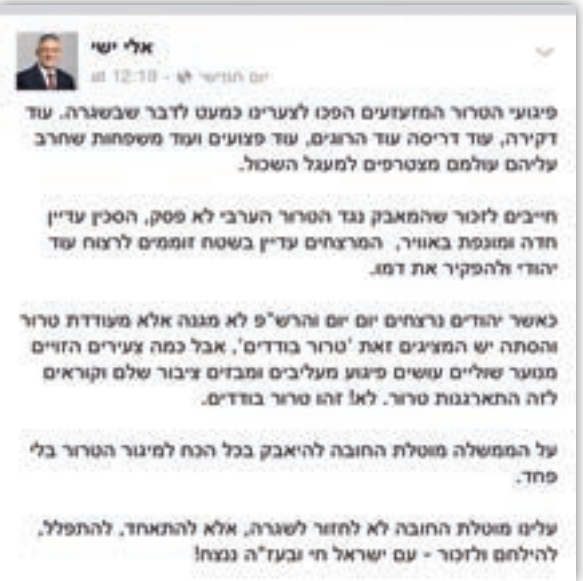 אלי ישי
יום חמישי at 12:18 -
פיגועי הטרור המזעזעים הפכו לצערינו כמעט לדבר שבשגרה. עוד
דקירה, עוד דריסה עוד הרוגים, עוד פצועים ועוד משפחות שחרב
עליהם עולמם מצטרפים למעגל השכול.
חייבים לזכור שהמאבק נגד הטרור הערבי לא פסק, הסכין עדיין
חדה ומונפת באוויר, המרצחים עדיין בשטח זוממים לרצוח עוד
יהודי ולהפקיר את דמו.
כאשר יהודים נרצחים יום יום והרש"פ לא מגנה אלא מעודדת טרור
והסתה יש המציגים זאת 'טרור בודדים', אבל כמה צעירים הזויים
מנוער שוליים עושים פיגוע מעליבים ומבזים ציבור שלם וקוראים
לזה התארגנות טרור. לא! זהו טרור בודדים.
על הממשלה מוטלת החובה להיאבק בכל הכח למיגור הטרור בלי
פחד.
עלינו מוטלת החובה לא לחזור לשגרה, אלא להתאחד, להתפלל,
להילחם ולזכור - עם ישראל חי ובעז"ה ננצח!